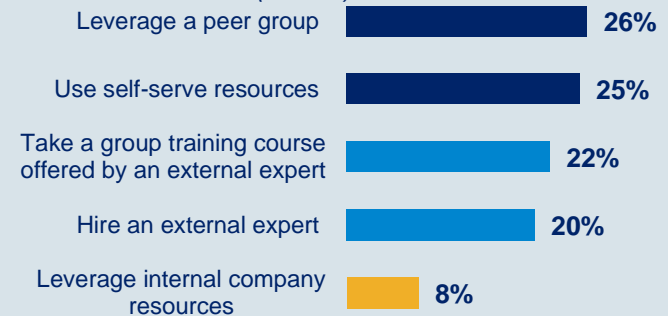 Leverage a peer group 26%
Use self-serve resources 25%
Take a group training course
offered by an external expert 22%
Hire an external expert 20%
Leverage internal company
resources 8%